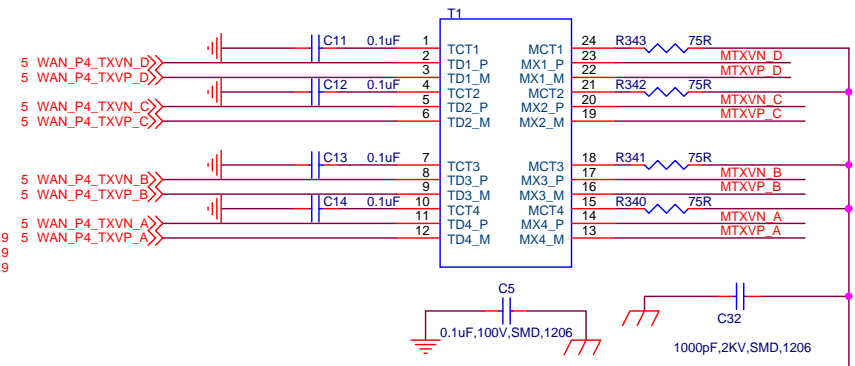 T1
C11 0.1uF 1 TCT1 MCT1 24 R343 75R
5 WAN_P4_TXVN_D 2 TD1_P MX1_P 23 MTXVN_D
5 WAN_P4_TXVP_D 3 TD1_M MX1_M 22 MTXVP_D
C12 0.1uF 4 TCT2 MCT2 21 R342 75R
5 WAN_P4_TXVN_C 5 TD2_P MX2_P 20 MTXVN_C
5 WAN_P4_TXVP_C 6 TD2_M MX2_M 19 MTXVP_C
C13 0.1uF 7 TCT3 MCT3 18 R341 75R
5 WAN_P4_TXVN_B 8 TD3_P MX3_P 17 MTXVN_B
5 WAN_P4_TXVP_B 9 TD3_M MX3_M 16 MTXVP_B
C14 0.1uF 10 TCT4 MCT4 15 R340 75R
5 WAN_P4_TXVN_A 11 TD4_P MX4_P 14 MTXVN_A
9 5 WAN_P4_TXVP_A 12 TD4_M MX4_M 13 MTXVP_A
9
9
C5
0.1uF,100V,SMD,1206
C32
1000pF,2KV,SMD,1206